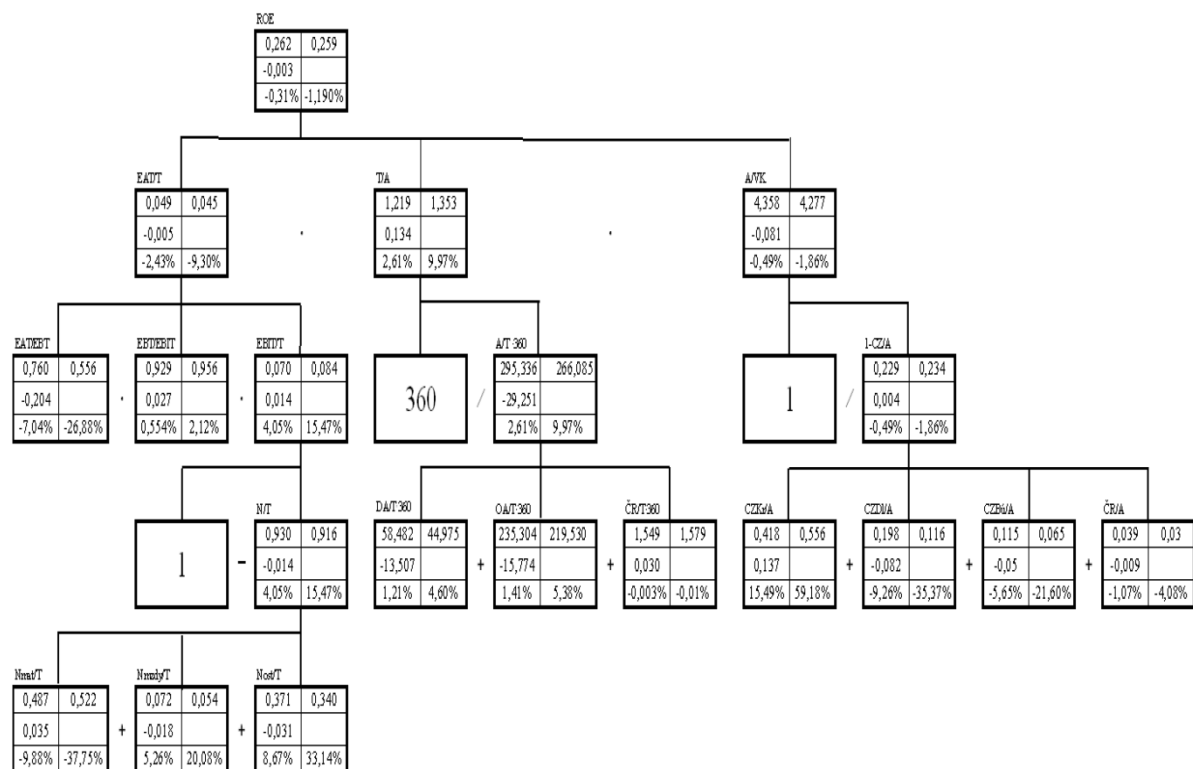 ROE
0,262 0,259
-0,003
-0,31% -1,190%
EAT/T T/A A/VK
0,049 0,045 1,219 1,353 4,358 4,277
-0,005 · 0,134 · -0,081
-2,43% -9,30% 2,61% 9,97% -0,49% -1,86%
EAT/EBT EBT/EBIT EBIT/T A/T·360 1-CZ/A
0,760 0,556 0,929 0,956 0,070 0,084 295,336 266,085 0,229 0,234
-0,204 · 0,027 · 0,014 360 / -29,251 1 / 0,004
-7,04% -26,88% 0,554% 2,12% 4,05% 15,47% 2,61% 9,97% -0,49% -1,86%
N/T DA/T·360 OA/T·360 ČR/T·360 CZKr/A CZDl/A CZBú/A ČR/A
0,930 0,916 58,482 44,975 235,304 219,530 1,549 1,579 0,418 0,556 0,198 0,116 0,115 0,065 0,039 0,03
1 - -0,014 -13,507 + -15,774 + 0,030 0,137 + -0,082 + -0,05 + -0,009
4,05% 15,47% 1,21% 4,60% 1,41% 5,38% -0,003% -0,01% 15,49% 59,18% -9,26% -35,37% -5,65% -21,60% -1,07% -4,08%
Nmat/T Nmzdy/T Nost/T
0,487 0,522 0,072 0,054 0,371 0,340
0,035 + -0,018 + -0,031
-9,88% -37,75% 5,26% 20,08% 8,67% 33,14%